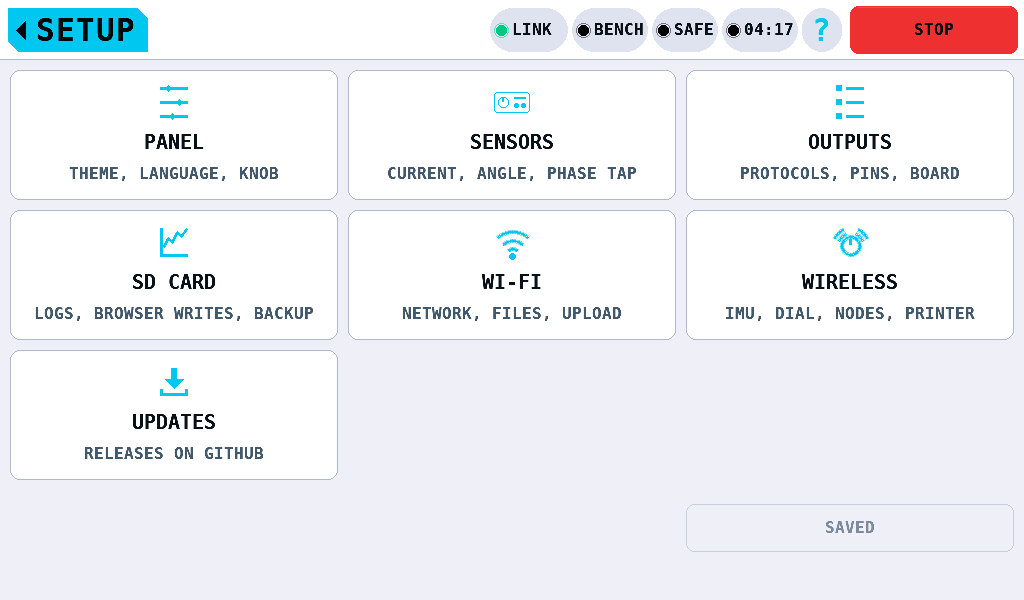 SETUP
LINK
BENCH
SAFE
04:17
?
STOP
PANEL
THEME, LANGUAGE, KNOB
SENSORS
CURRENT, ANGLE, PHASE TAP
OUTPUTS
PROTOCOLS, PINS, BOARD
SD CARD
LOGS, BROWSER WRITES, BACKUP
WI-FI
NETWORK, FILES, UPLOAD
WIRELESS
IMU, DIAL, NODES, PRINTER
UPDATES
RELEASES ON GITHUB
SAVED